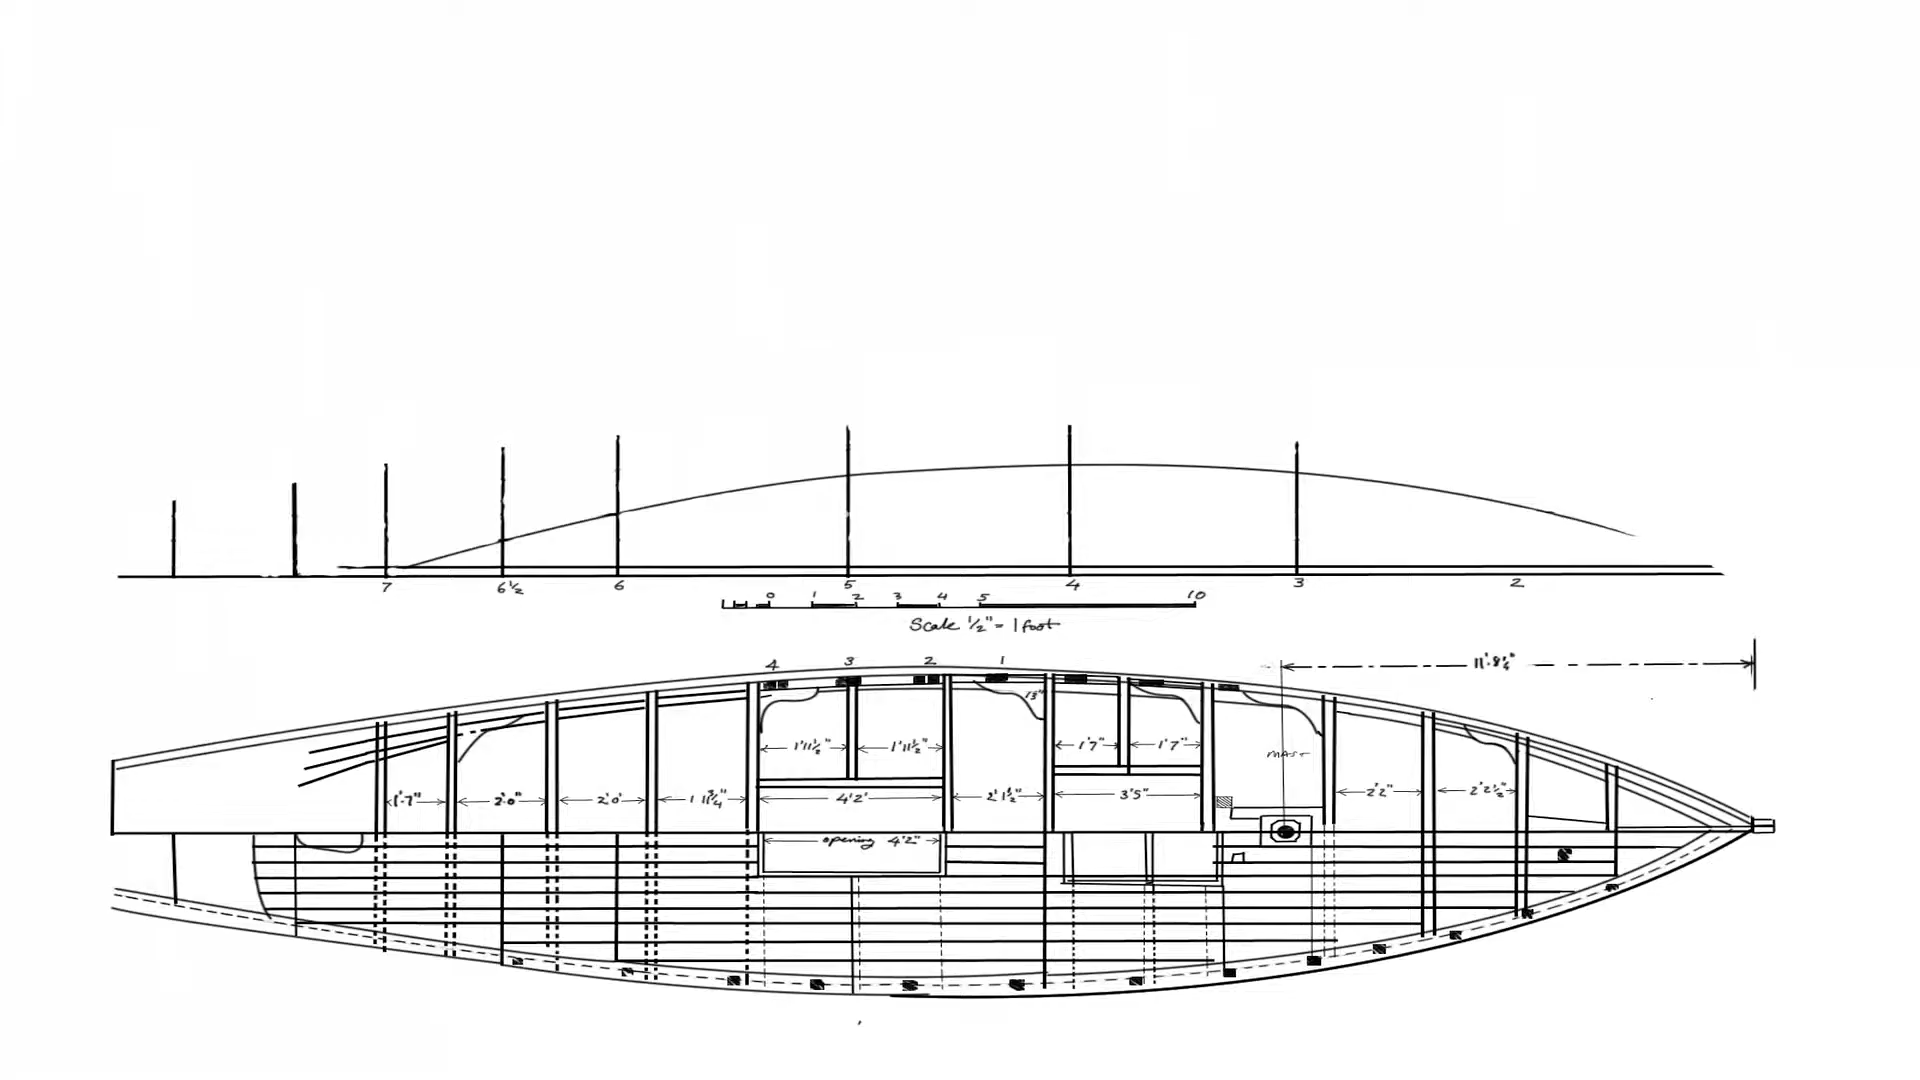 7 6½ 6 5 4 3 2
0 1 2 3 4 5 10
Scale ½" = 1 foot
4 3 2 1
11'·8¼"
13"
1'11½" 1'11½" 1'7" 1'7"
MAST
1'·7" 2'·0" 2'0' 1 11¾" 4'2' 2'1½" 3'5" 2'2" 2'2½"
opening 4'2"